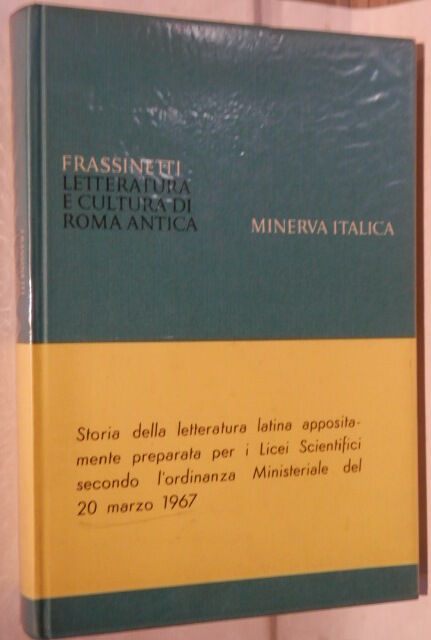 FRASSINETTI
LETTERATURA
E CULTURA DI
ROMA ANTICA
MINERVA ITALICA
Storia della letteratura latina apposita-
mente preparata per i Licei Scientifici
secondo l'ordinanza Ministeriale del
20 marzo 1967